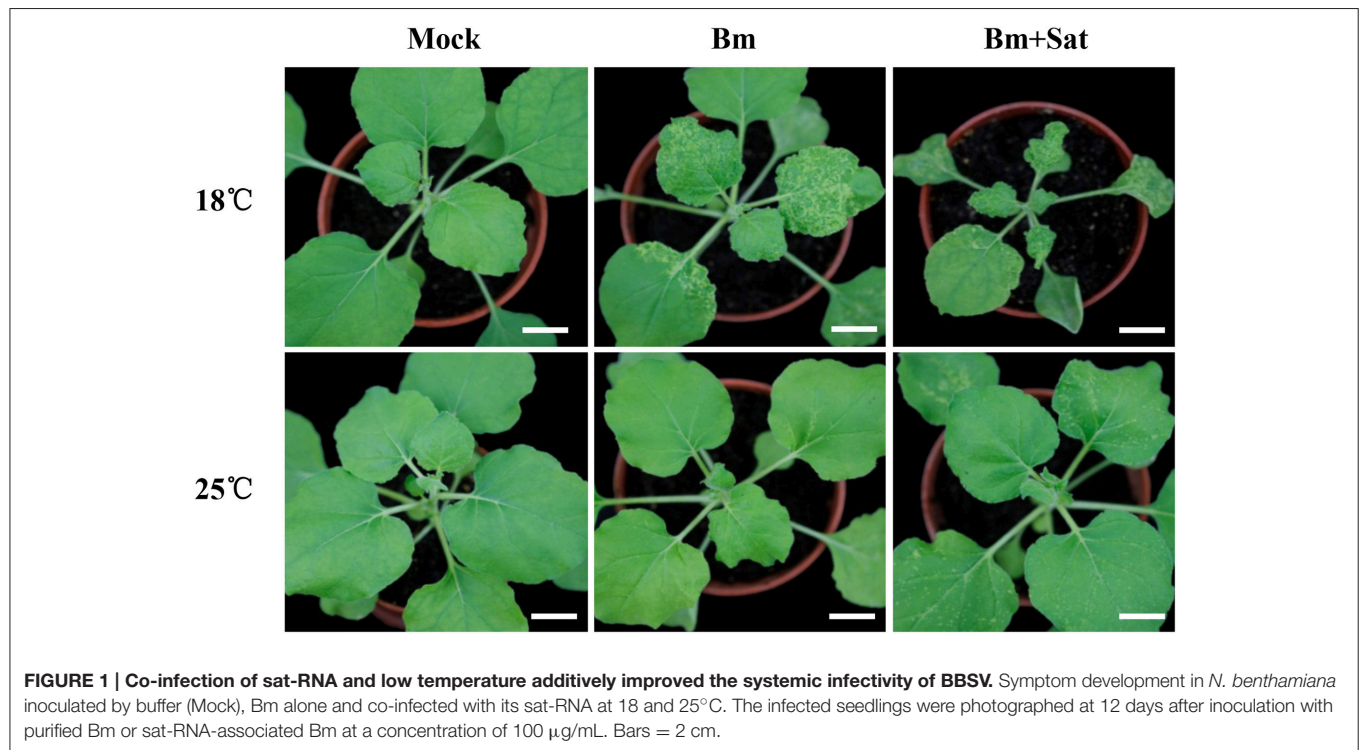 Mock Bm Bm+Sat
18℃
25℃
FIGURE 1 | Co-infection of sat-RNA and low temperature additively improved the systemic infectivity of BBSV. Symptom development in N. benthamiana
inoculated by buffer (Mock), Bm alone and co-infected with its sat-RNA at 18 and 25°C. The infected seedlings were photographed at 12 days after inoculation with
purified Bm or sat-RNA-associated Bm at a concentration of 100 μg/mL. Bars = 2 cm.